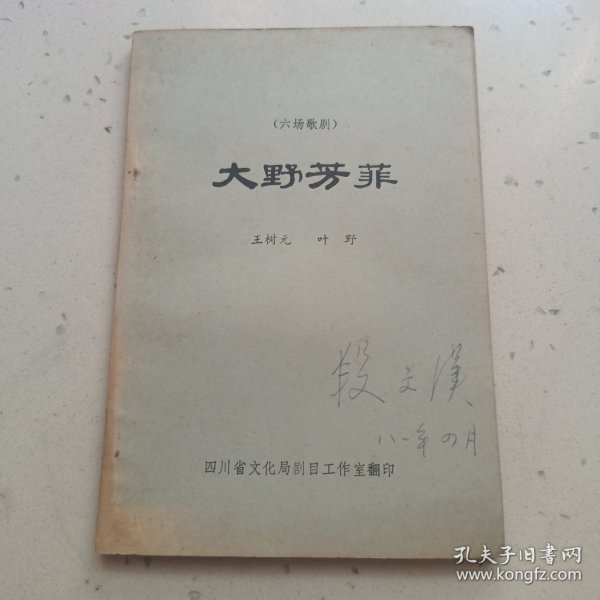 （六场歌剧）
大野芳菲
王树元 叶野
段文漢
八一年四月
四川省文化局剧目工作室翻印
孔夫子旧书网
www.kongfz.com